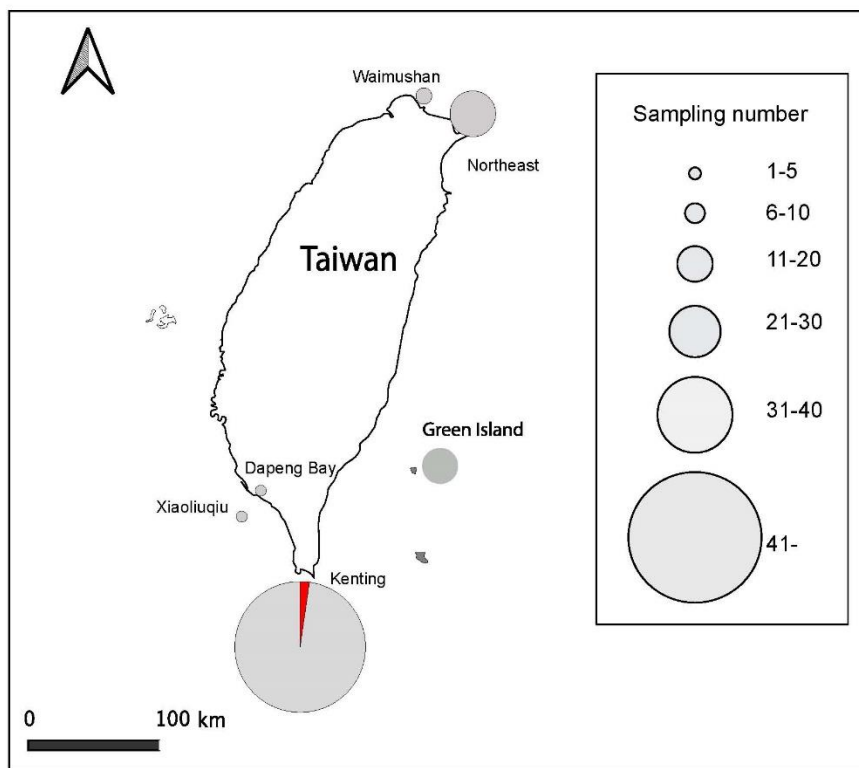 Waimushan
Northeast
Taiwan
Green Island
Dapeng Bay
Xiaoliuqiu
Kenting
0 100 km
Sampling number
1-5
6-10
11-20
21-30
31-40
41-